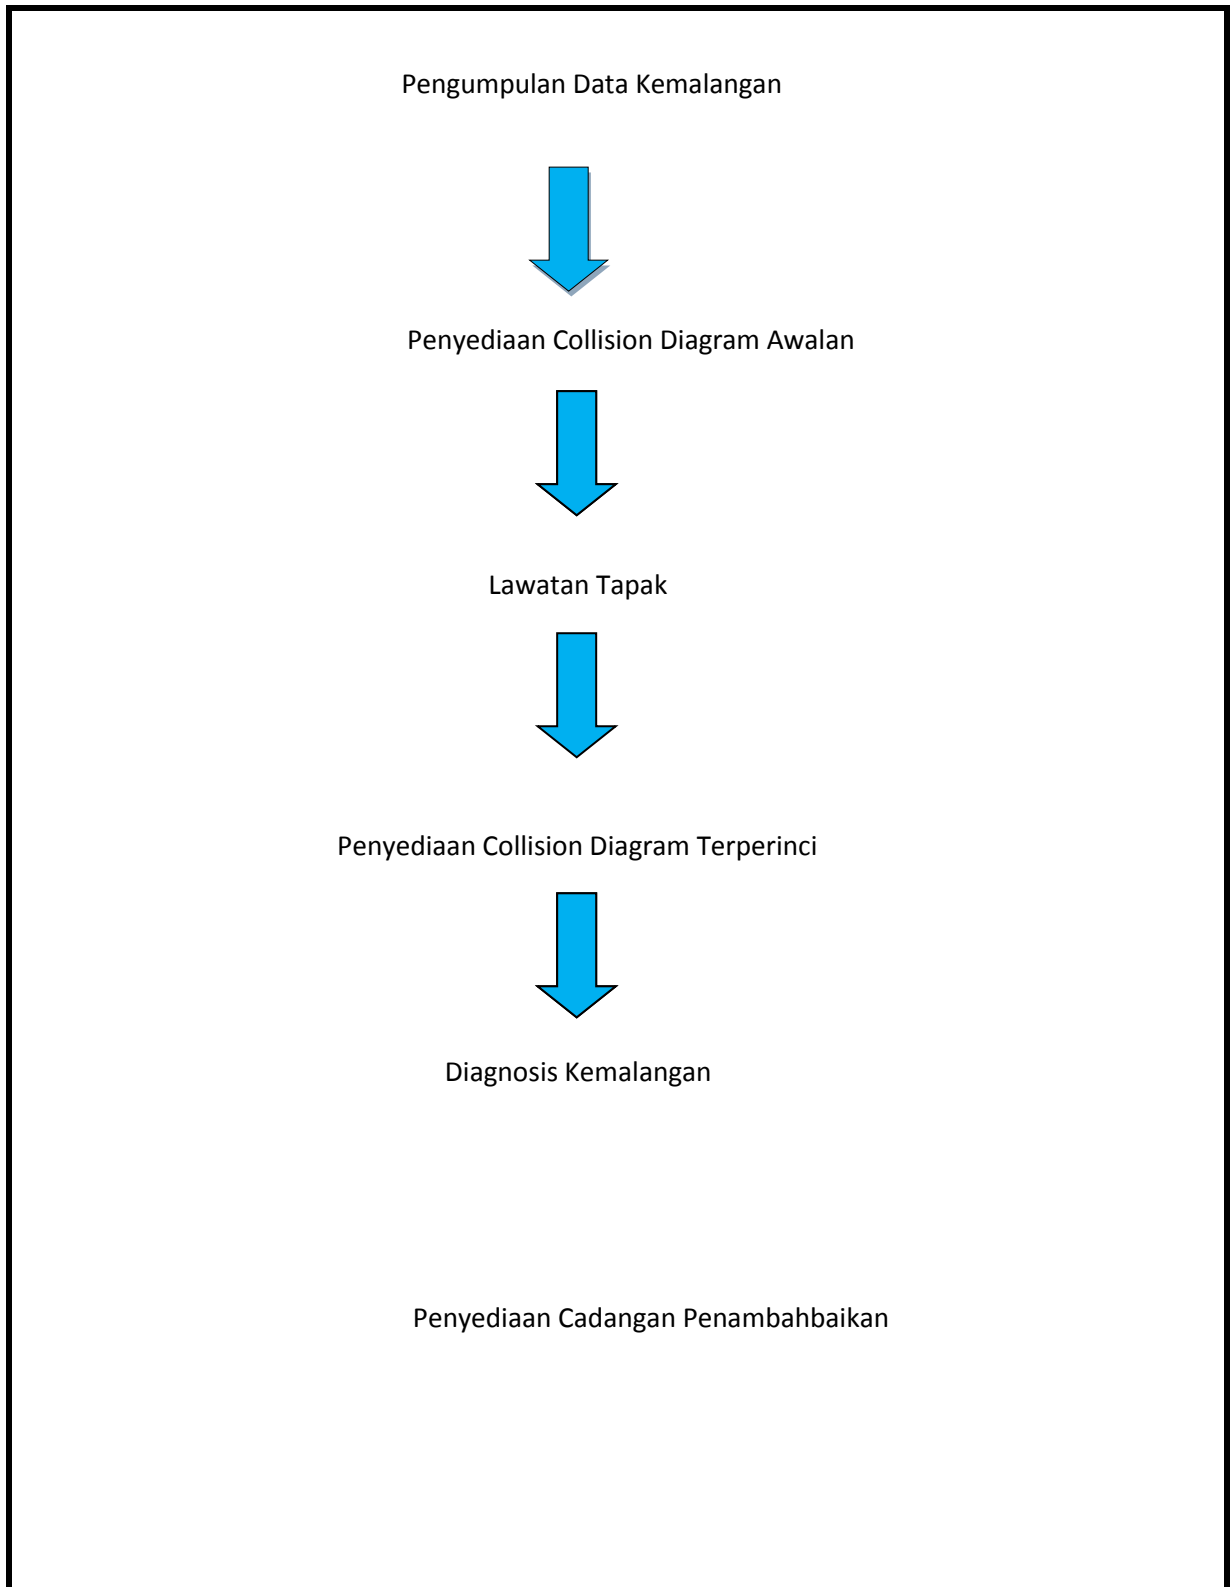 Pengumpulan Data Kemalangan
Penyediaan Collision Diagram Awalan
Lawatan Tapak
Penyediaan Collision Diagram Terperinci
Diagnosis Kemalangan
Penyediaan Cadangan Penambahbaikan